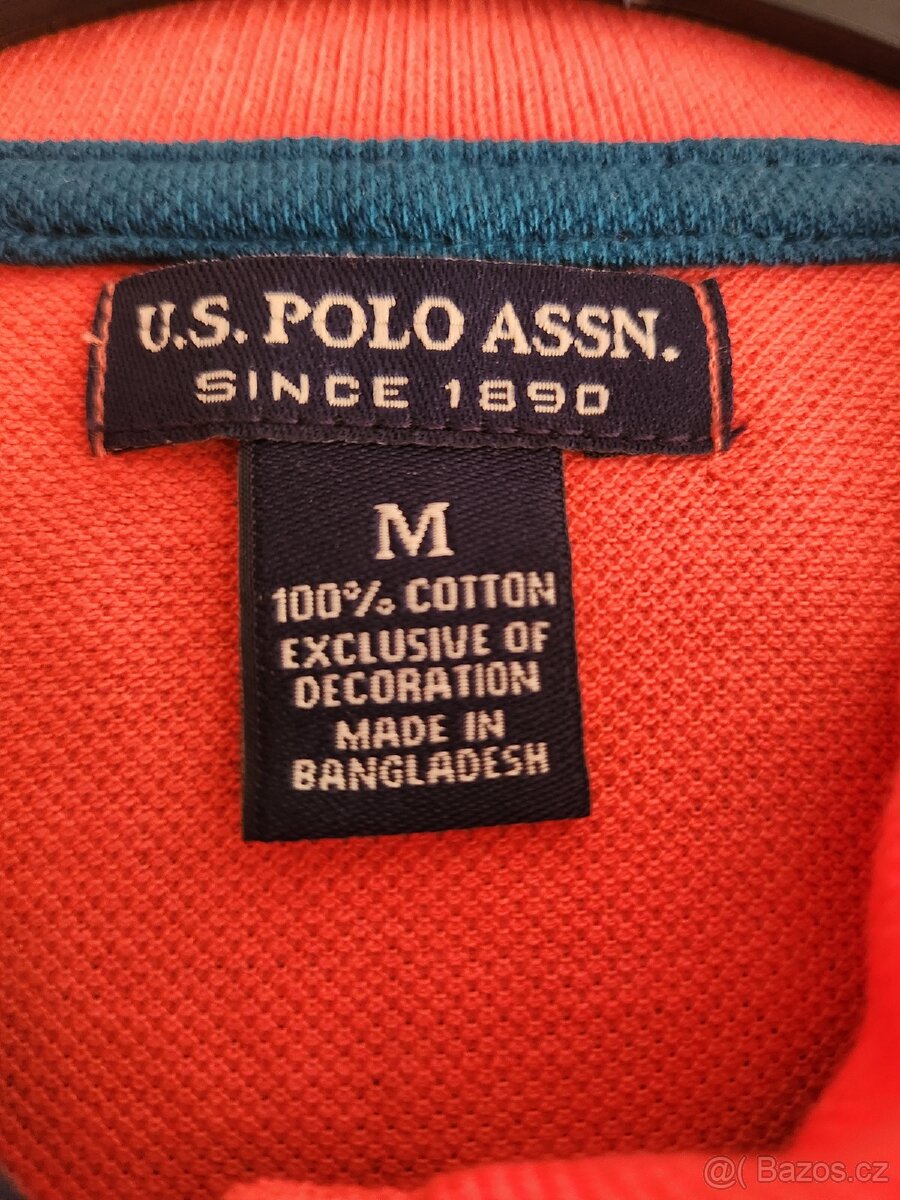 U.S. POLO ASSN.
SINCE 1890
M
100% COTTON
EXCLUSIVE OF
DECORATION
MADE IN
BANGLADESH
@( Bazos.cz